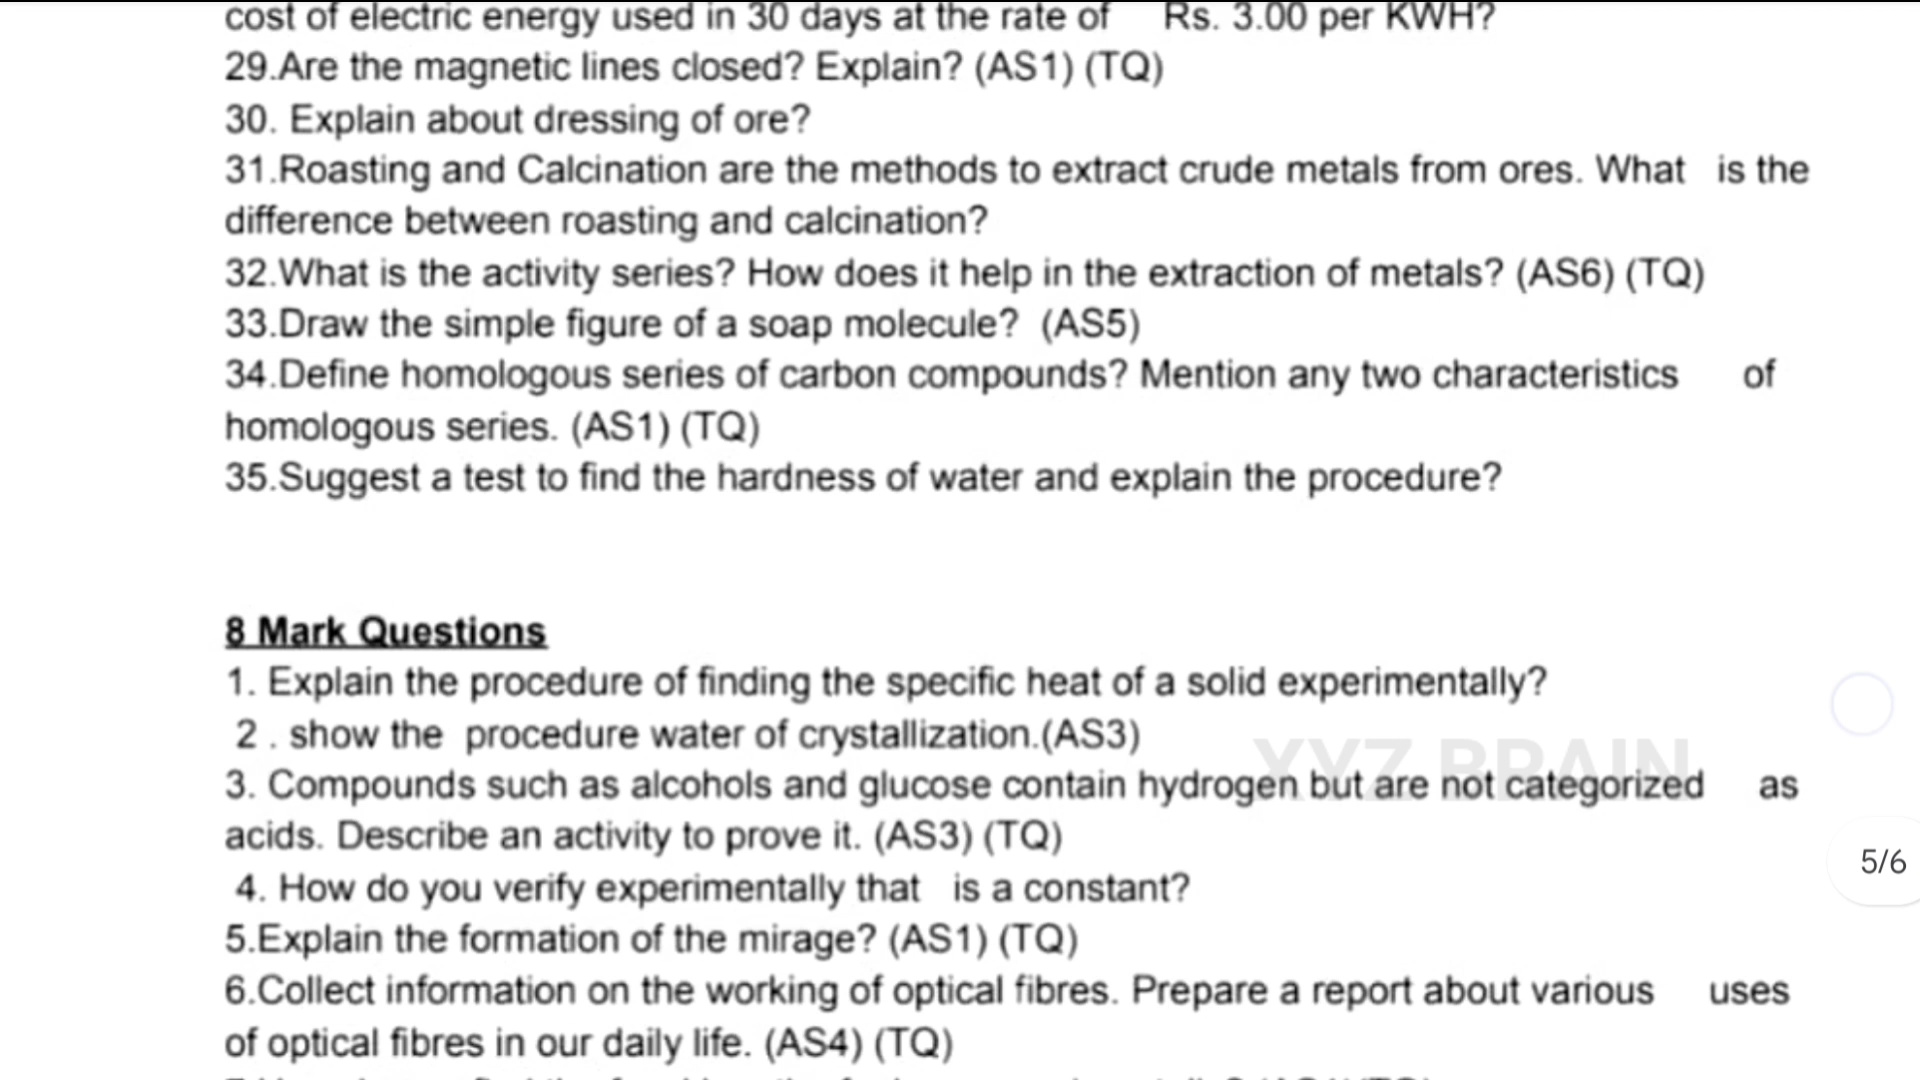 cost of electric energy used in 30 days at the rate of Rs. 3.00 per KWH?
29.Are the magnetic lines closed? Explain? (AS1) (TQ)
30. Explain about dressing of ore?
31.Roasting and Calcination are the methods to extract crude metals from ores. What is the
difference between roasting and calcination?
32.What is the activity series? How does it help in the extraction of metals? (AS6) (TQ)
33.Draw the simple figure of a soap molecule? (AS5)
34.Define homologous series of carbon compounds? Mention any two characteristics of
homologous series. (AS1) (TQ)
35.Suggest a test to find the hardness of water and explain the procedure?
8 Mark Questions
1. Explain the procedure of finding the specific heat of a solid experimentally?
2 . show the procedure water of crystallization.(AS3)
XYZ BRAIN
3. Compounds such as alcohols and glucose contain hydrogen but are not categorized as
acids. Describe an activity to prove it. (AS3) (TQ)
5/6
4. How do you verify experimentally that is a constant?
5.Explain the formation of the mirage? (AS1) (TQ)
6.Collect information on the working of optical fibres. Prepare a report about various uses
of optical fibres in our daily life. (AS4) (TQ)